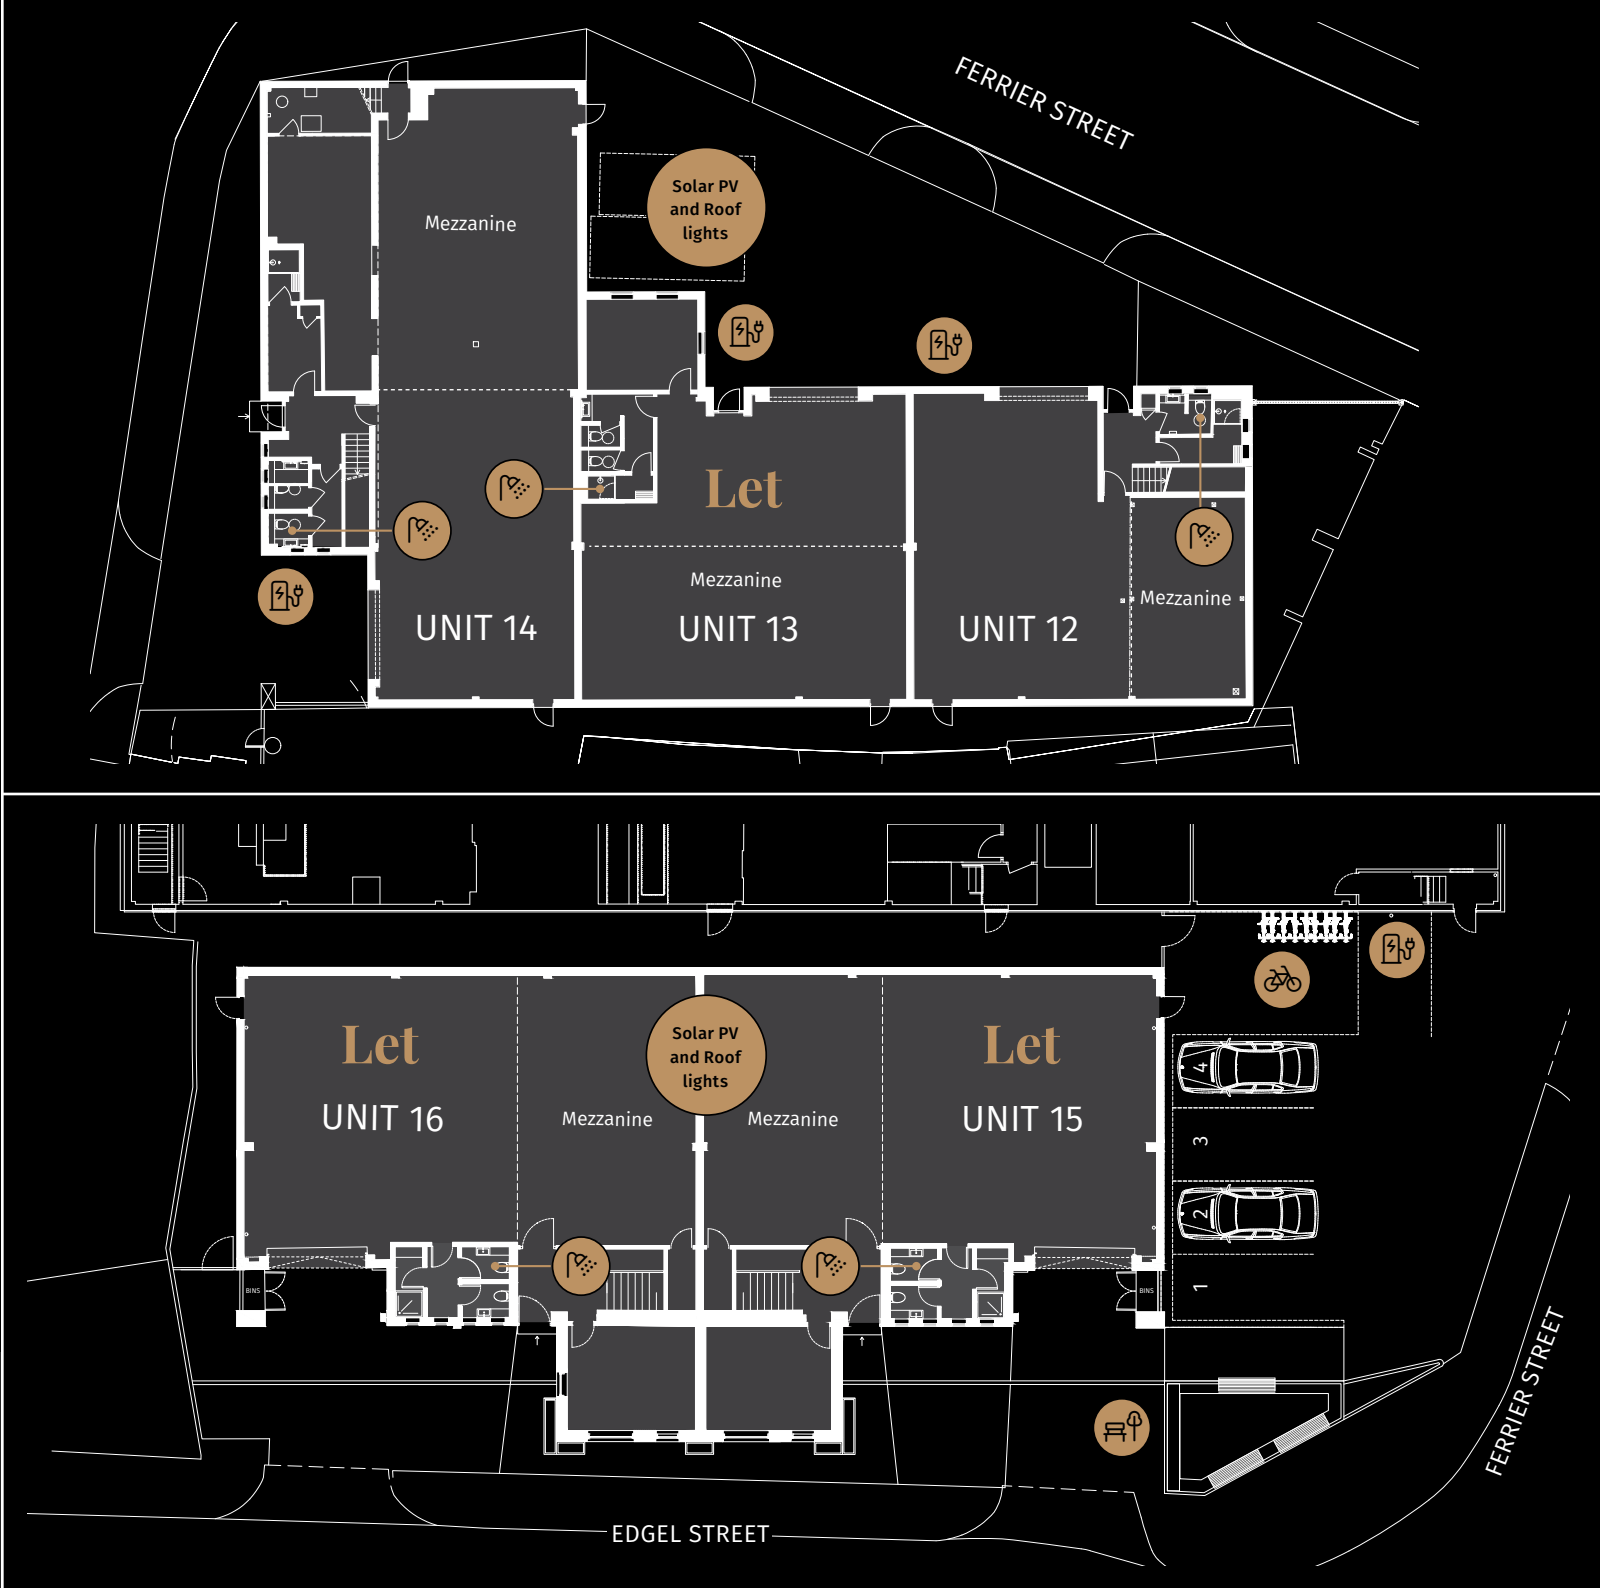 FERRIER STREET
Solar PV
and Roof
lights
Mezzanine
Let
Mezzanine
Mezzanine
UNIT 14
UNIT 13
UNIT 12
Let
Let
Solar PV
and Roof
lights
UNIT 16
Mezzanine
Mezzanine
UNIT 15
4
3
2
1
BINS
BINS
FERRIER STREET
EDGEL STREET